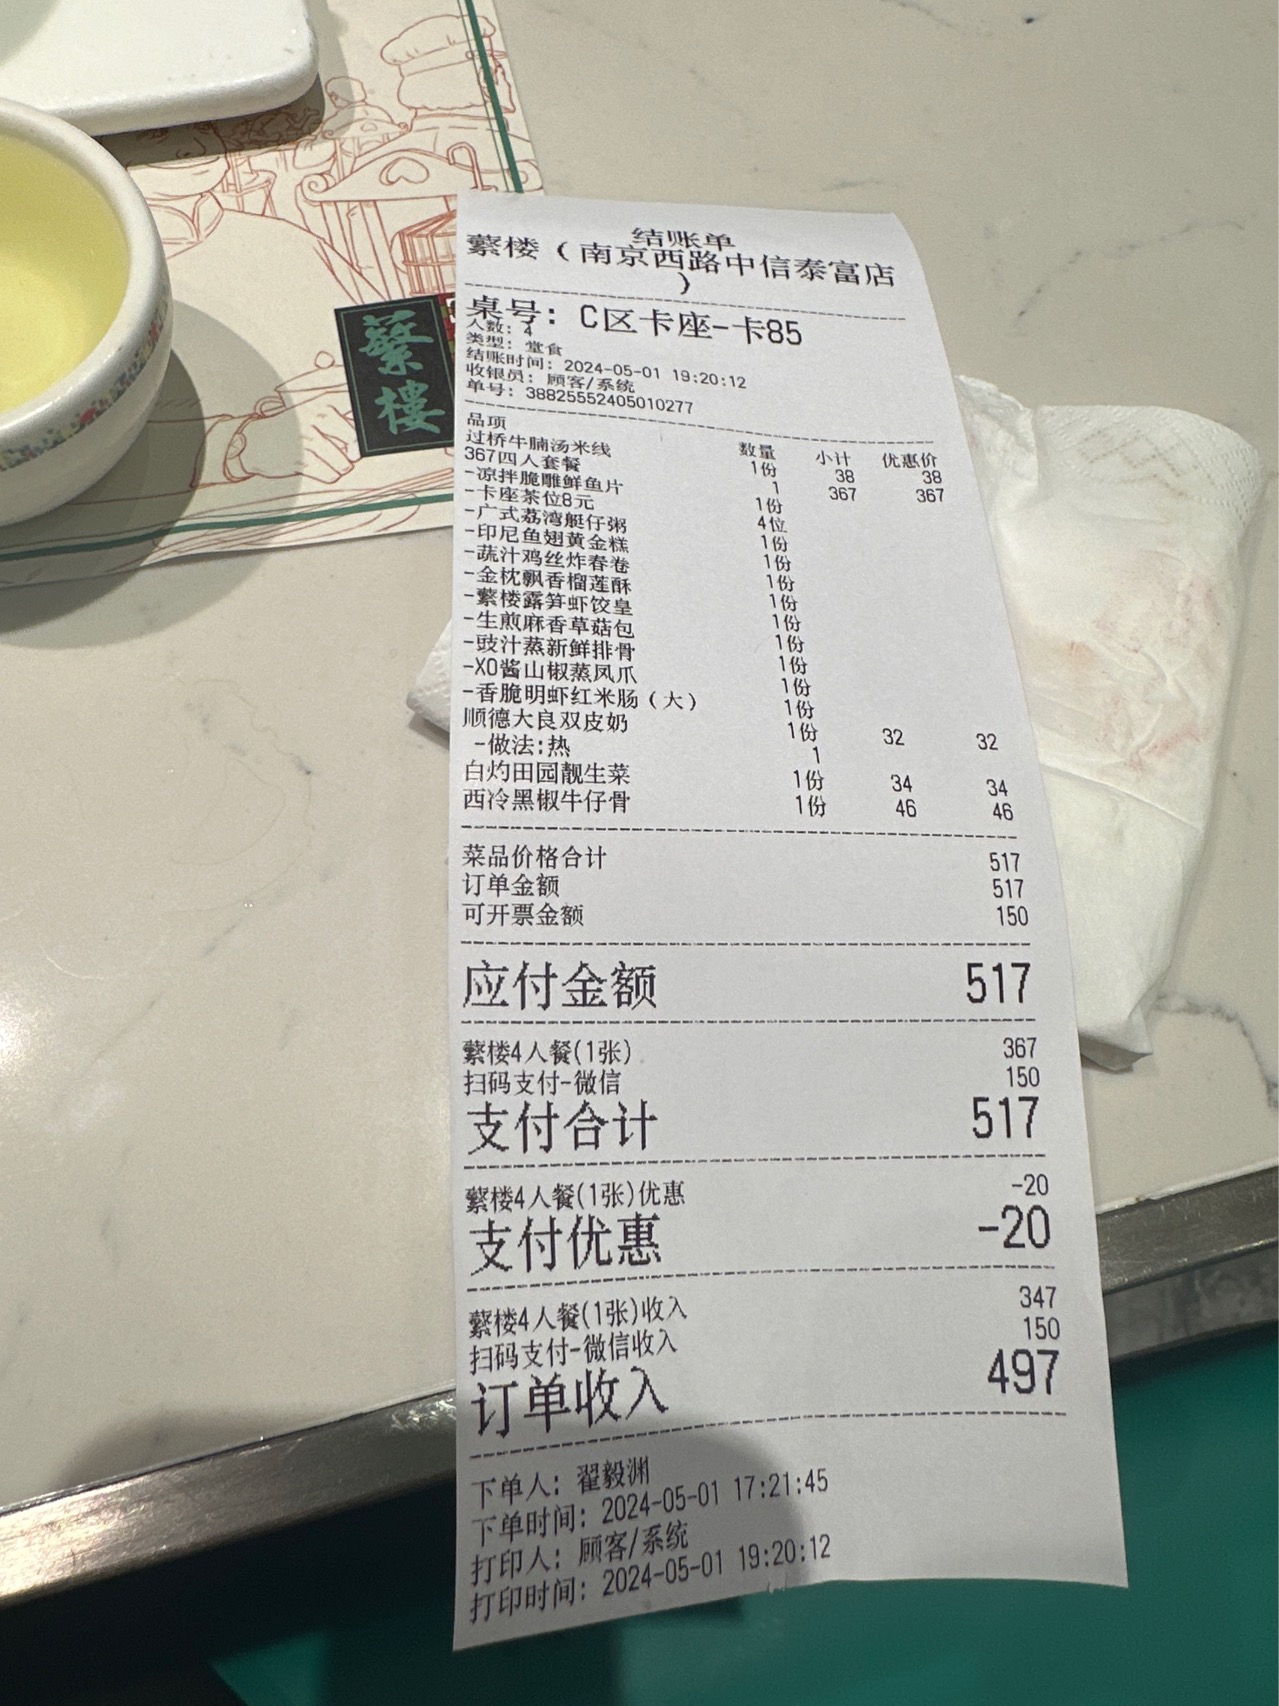 蘩楼
结账单
蘩楼（南京西路中信泰富店
）
桌号: C区卡座-卡85
人数: 4
类型: 堂食
结账时间: 2024-05-01 19:20:12
收银员: 顾客/系统
单号: 38825552405010277
品项 数量 小计 优惠价
过桥牛腩汤米线 1份 38 38
367四人套餐 1 367 367
-凉拌脆雕鲜鱼片 1份
-卡座茶位8元 4位
-广式荔湾艇仔粥 1份
-印尼鱼翅黄金糕 1份
-蔬汁鸡丝炸春卷 1份
-金枕飘香榴莲酥 1份
-蘩楼露笋虾饺皇 1份
-生煎麻香草菇包 1份
-豉汁蒸新鲜排骨 1份
-XO酱山椒蒸凤爪 1份
-香脆明虾红米肠（大） 1份
顺德大良双皮奶 1份 32 32
-做法:热 1
白灼田园靓生菜 1份 34 34
西冷黑椒牛仔骨 1份 46 46
菜品价格合计 517
订单金额 517
可开票金额 150
应付金额 517
蘩楼4人餐(1张) 367
扫码支付-微信 150
支付合计 517
蘩楼4人餐(1张)优惠 -20
支付优惠 -20
蘩楼4人餐(1张)收入 347
扫码支付-微信收入 150
订单收入 497
下单人: 翟毅渊
下单时间: 2024-05-01 17:21:45
打印人: 顾客/系统
打印时间: 2024-05-01 19:20:12